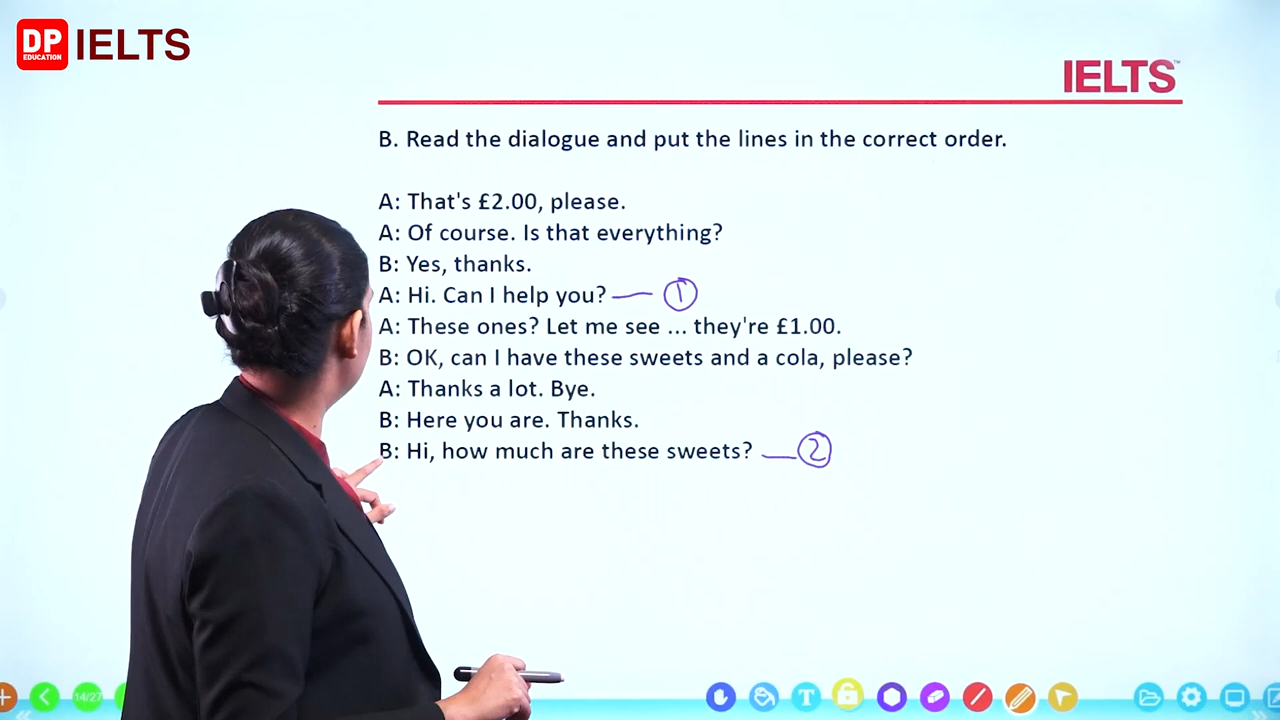 DP
EDUCATION
IELTS
IELTS™
B. Read the dialogue and put the lines in the correct order.
A: That's £2.00, please.
A: Of course. Is that everything?
B: Yes, thanks.
A: Hi. Can I help you? — 1
A: These ones? Let me see ... they're £1.00.
B: OK, can I have these sweets and a cola, please?
A: Thanks a lot. Bye.
B: Here you are. Thanks.
B: Hi, how much are these sweets? — 2
14/27
T